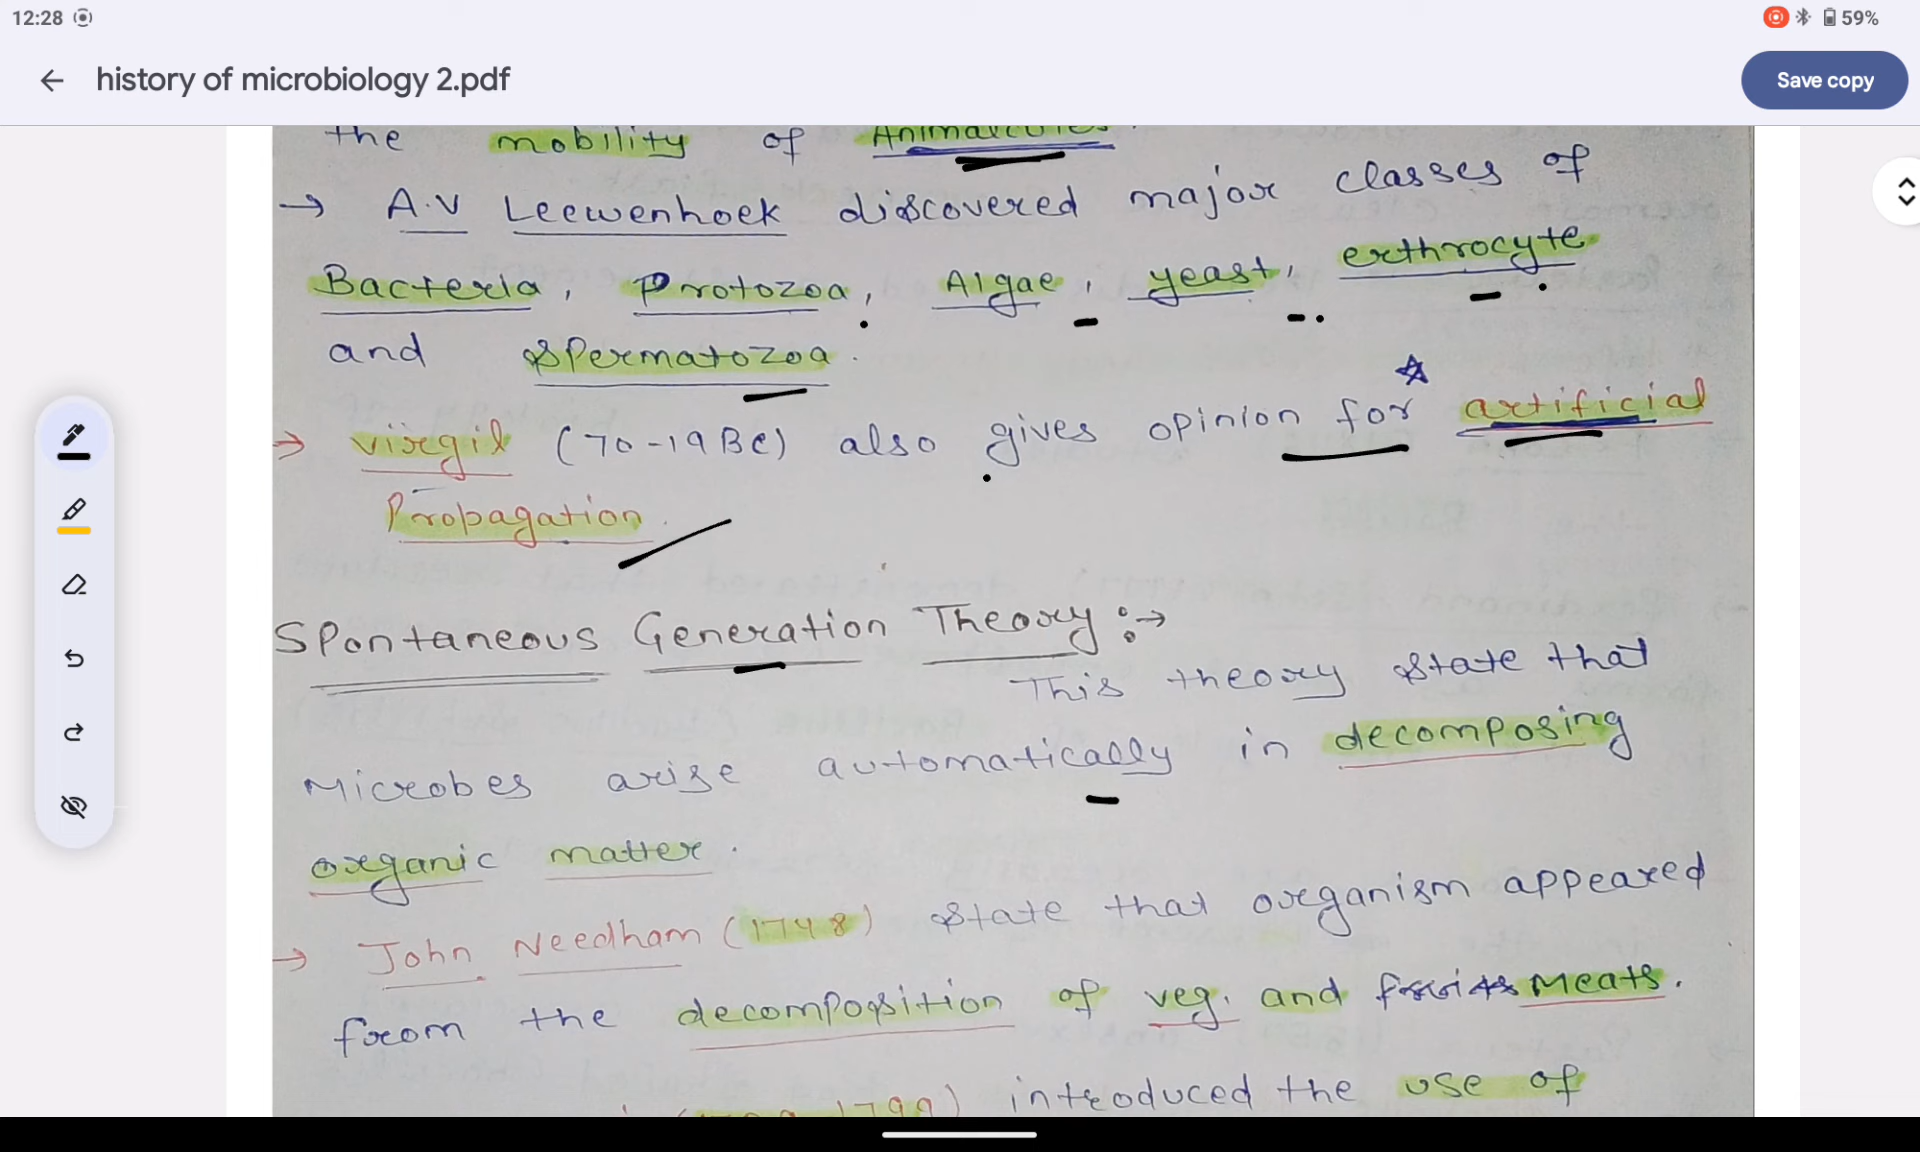 12:28
59%
history of microbiology 2.pdf
Save copy
the mobility of Animalcules.
→ A.V Leewenhoek discovered major classes of
Bacteria, Protozoa, Algae, yeast, erthrocyte
and spermatozoa.
→ virgil (70-19BC) also gives opinion for artificial
Propagation.
Spontaneous Generation Theory :→
This theory state that
Microbes arise automatically in decomposing
organic matter.
→ John Needham (1748) state that organism appeared
from the decomposition of veg. and Meats.
1799) introduced the use of